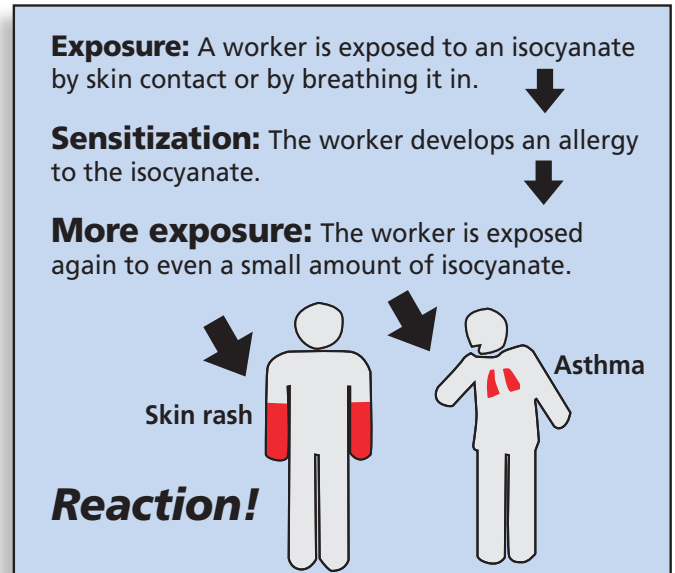 Exposure: A worker is exposed to an isocyanate
by skin contact or by breathing it in.
Sensitization: The worker develops an allergy
to the isocyanate.
More exposure: The worker is exposed
again to even a small amount of isocyanate.
Asthma
Skin rash
Reaction!